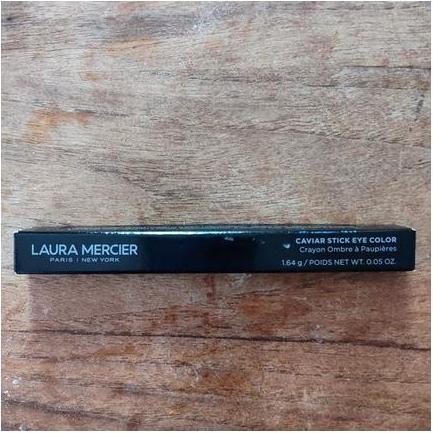 LAURA MERCIER
PARIS | NEW YORK
CAVIAR STICK EYE COLOR
Crayon Ombre à Paupières
1.64 g / POIDS NET WT. 0.05 OZ.